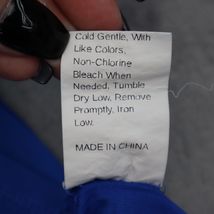 Cold Gentle, With
Like Colors,
Non-Chlorine
Bleach When
Needed, Tumble
Dry Low, Remove
Promptly, Iron
Low.
MADE IN CHINA